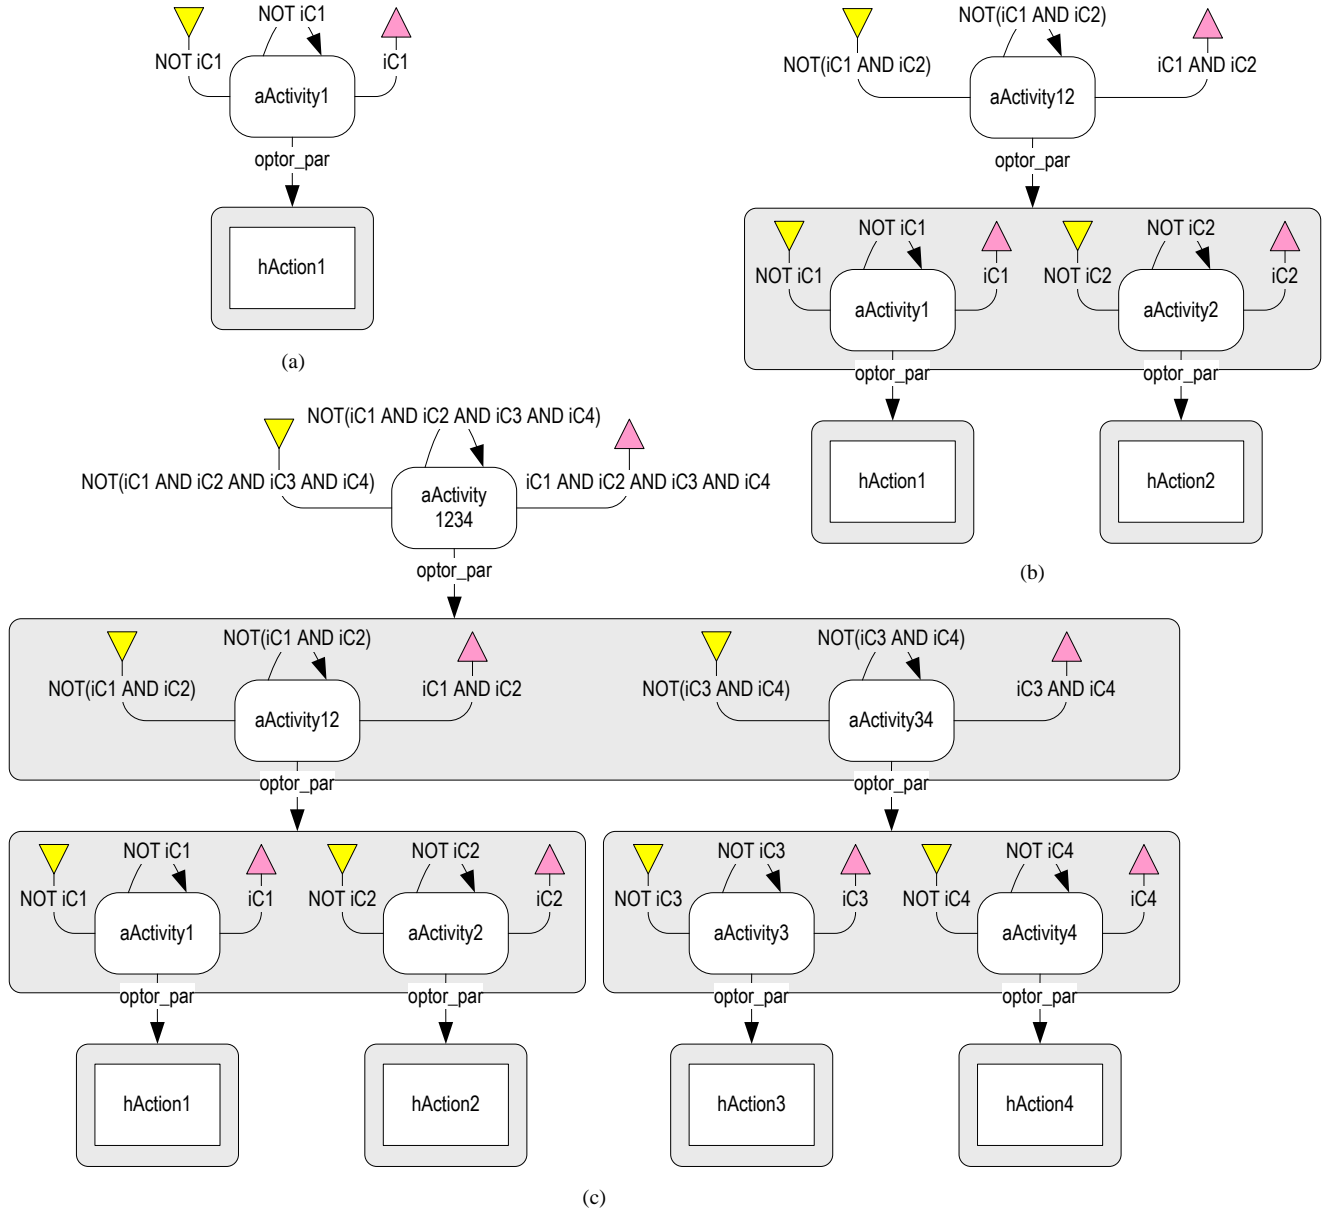 NOT iC1
NOT iC1
iC1
aActivity1
optor_par
hAction1
(a)
NOT(iC1 AND iC2)
NOT(iC1 AND iC2)
iC1 AND iC2
aActivity12
optor_par
NOT iC1
NOT iC1
iC1
aActivity1
NOT iC2
NOT iC2
iC2
aActivity2
optor_par
optor_par
hAction1
hAction2
(b)
NOT(iC1 AND iC2 AND iC3 AND iC4)
NOT(iC1 AND iC2 AND iC3 AND iC4)
iC1 AND iC2 AND iC3 AND iC4
aActivity
1234
optor_par
NOT(iC1 AND iC2)
NOT(iC1 AND iC2)
iC1 AND iC2
aActivity12
NOT(iC3 AND iC4)
NOT(iC3 AND iC4)
iC3 AND iC4
aActivity34
optor_par
optor_par
NOT iC1
NOT iC1
iC1
aActivity1
NOT iC2
NOT iC2
iC2
aActivity2
NOT iC3
NOT iC3
iC3
aActivity3
NOT iC4
NOT iC4
iC4
aActivity4
optor_par
optor_par
optor_par
optor_par
hAction1
hAction2
hAction3
hAction4
(c)